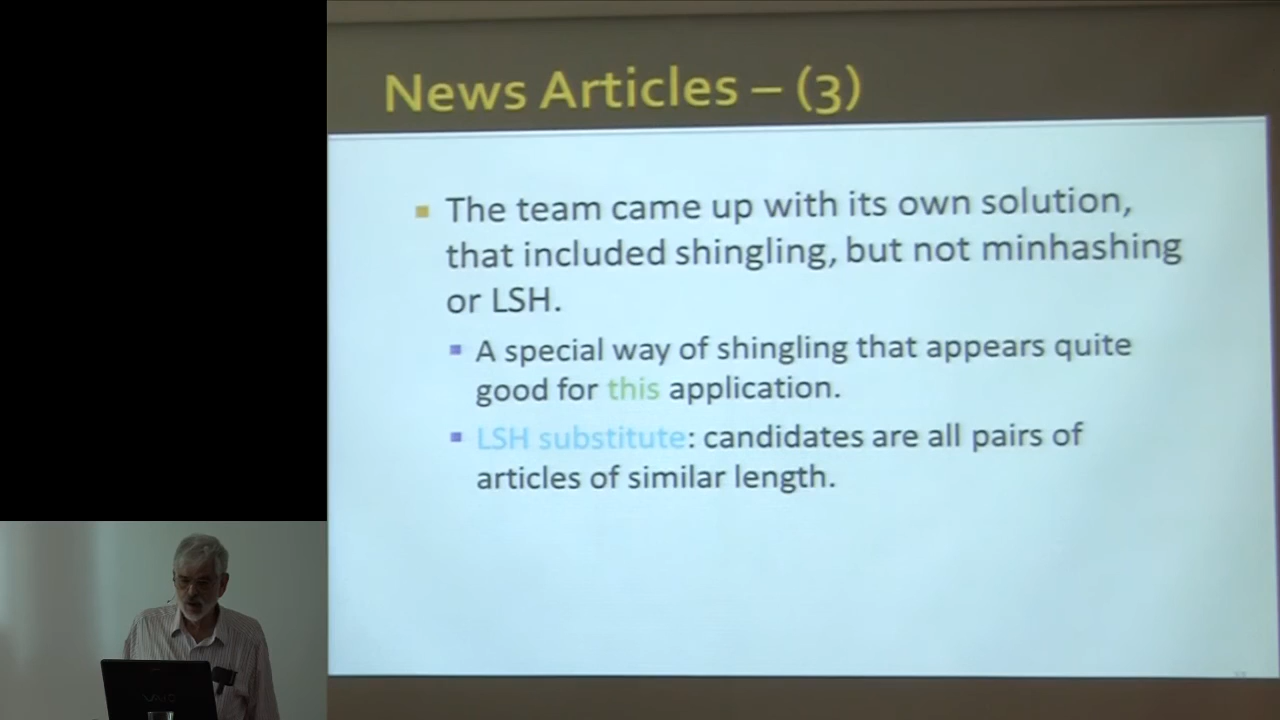 News Articles – (3)
The team came up with its own solution,
that included shingling, but not minhashing
or LSH.
A special way of shingling that appears quite
good for this application.
LSH substitute: candidates are all pairs of
articles of similar length.
VAIO